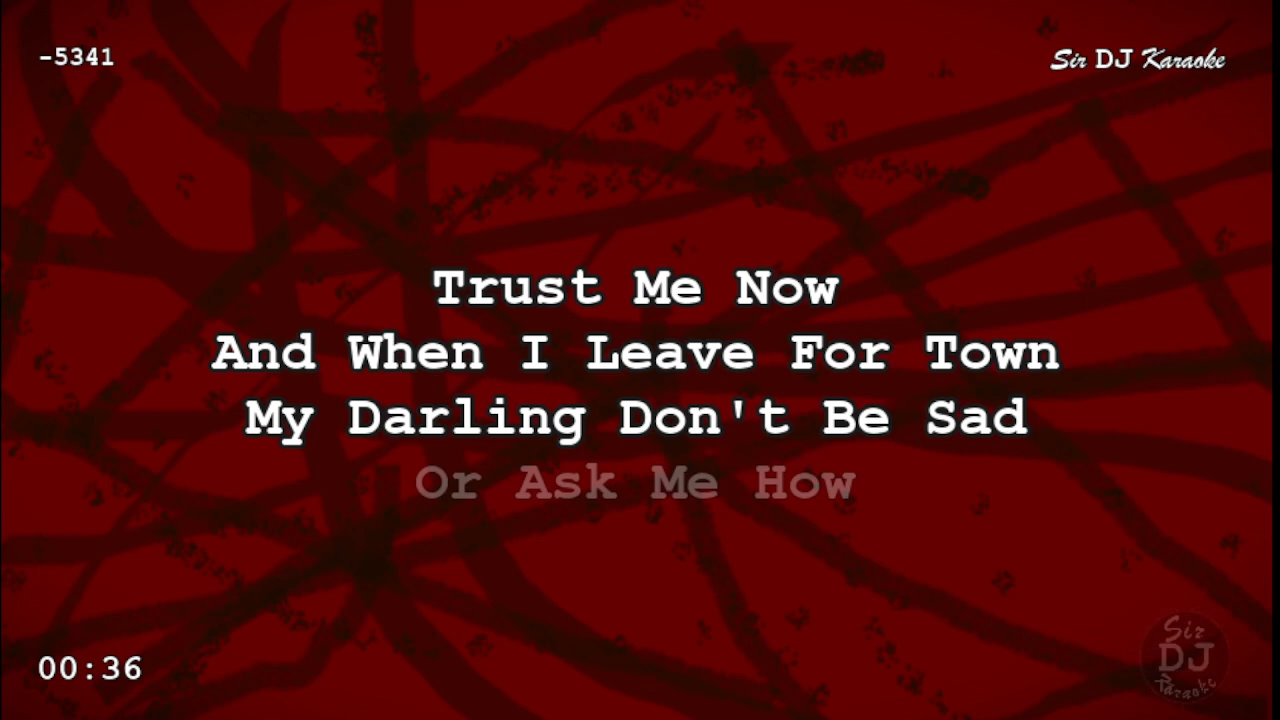 -5341
Sir DJ Karaoke
Trust Me Now
And When I Leave For Town
My Darling Don't Be Sad
Or Ask Me How
00:36
Sir
DJ
Karaoke